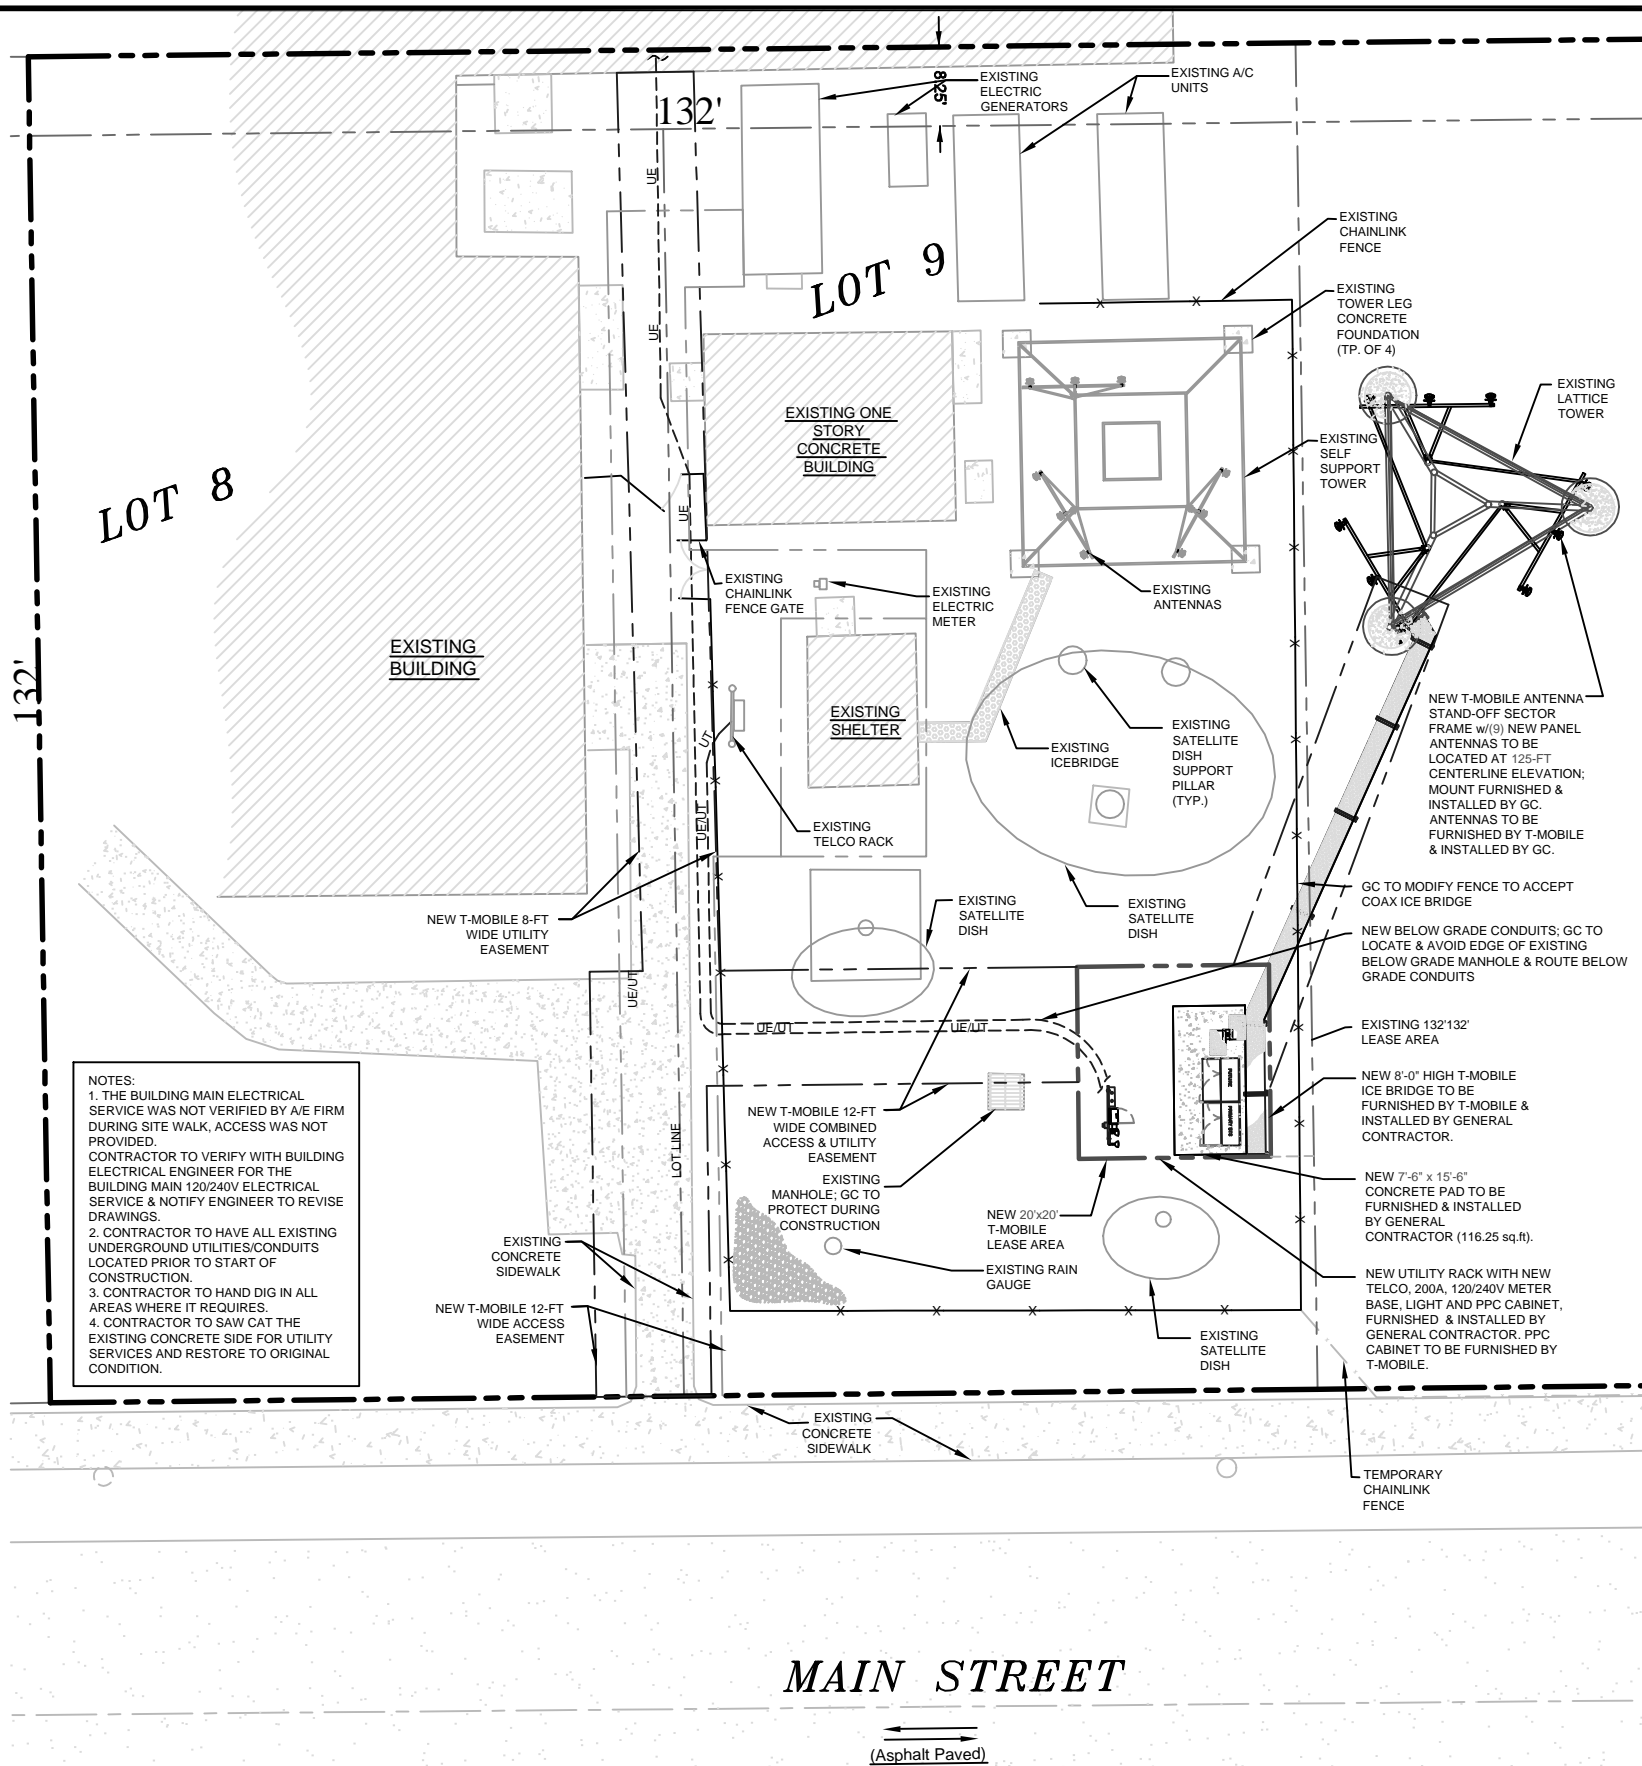 132'
8.25'
EXISTING
ELECTRIC
GENERATORS
EXISTING A/C
UNITS
UE
LOT 9
EXISTING
CHAINLINK
FENCE
EXISTING
TOWER LEG
CONCRETE
FOUNDATION
(TP. OF 4)
UE
EXISTING
LATTICE
TOWER
EXISTING ONE
STORY
CONCRETE
BUILDING
EXISTING
SELF
SUPPORT
TOWER
LOT 8
UE
EXISTING
CHAINLINK
FENCE GATE
EXISTING
ELECTRIC
METER
EXISTING
ANTENNAS
EXISTING
BUILDING
132'
EXISTING
SHELTER
UT
EXISTING
ICEBRIDGE
EXISTING
SATELLITE
DISH
SUPPORT
PILLAR
(TYP.)
NEW T-MOBILE ANTENNA
STAND-OFF SECTOR
FRAME w/(9) NEW PANEL
ANTENNAS TO BE
LOCATED AT 125-FT
CENTERLINE ELEVATION;
MOUNT FURNISHED &
INSTALLED BY GC.
ANTENNAS TO BE
FURNISHED BY T-MOBILE
& INSTALLED BY GC.
UE/UT
EXISTING
TELCO RACK
GC TO MODIFY FENCE TO ACCEPT
COAX ICE BRIDGE
NEW T-MOBILE 8-FT
WIDE UTILITY
EASEMENT
EXISTING
SATELLITE
DISH
EXISTING
SATELLITE
DISH
NEW BELOW GRADE CONDUITS; GC TO
LOCATE & AVOID EDGE OF EXISTING
BELOW GRADE MANHOLE & ROUTE BELOW
GRADE CONDUITS
UE/UT
UE/UT
UE/UT
EXISTING 132'132'
LEASE AREA
NOTES:
1. THE BUILDING MAIN ELECTRICAL
SERVICE WAS NOT VERIFIED BY A/E FIRM
DURING SITE WALK, ACCESS WAS NOT
PROVIDED.
CONTRACTOR TO VERIFY WITH BUILDING
ELECTRICAL ENGINEER FOR THE
BUILDING MAIN 120/240V ELECTRICAL
SERVICE & NOTIFY ENGINEER TO REVISE
DRAWINGS.
2. CONTRACTOR TO HAVE ALL EXISTING
UNDERGROUND UTILITIES/CONDUITS
LOCATED PRIOR TO START OF
CONSTRUCTION.
3. CONTRACTOR TO HAND DIG IN ALL
AREAS WHERE IT REQUIRES.
4. CONTRACTOR TO SAW CAT THE
EXISTING CONCRETE SIDE FOR UTILITY
SERVICES AND RESTORE TO ORIGINAL
CONDITION.
NEW 8'-0" HIGH T-MOBILE
ICE BRIDGE TO BE
FURNISHED BY T-MOBILE &
INSTALLED BY GENERAL
CONTRACTOR.
NEW T-MOBILE 12-FT
WIDE COMBINED
ACCESS & UTILITY
EASEMENT
LOT LINE
EXISTING
MANHOLE; GC TO
PROTECT DURING
CONSTRUCTION
NEW 20'x20'
T-MOBILE
LEASE AREA
NEW 7'-6" x 15'-6"
CONCRETE PAD TO BE
FURNISHED & INSTALLED
BY GENERAL
CONTRACTOR (116.25 sq.ft).
EXISTING
CONCRETE
SIDEWALK
EXISTING RAIN
GAUGE
NEW UTILITY RACK WITH NEW
TELCO, 200A, 120/240V METER
BASE, LIGHT AND PPC CABINET,
FURNISHED & INSTALLED BY
GENERAL CONTRACTOR. PPC
CABINET TO BE FURNISHED BY
T-MOBILE.
NEW T-MOBILE 12-FT
WIDE ACCESS
EASEMENT
EXISTING
SATELLITE
DISH
EXISTING
CONCRETE
SIDEWALK
TEMPORARY
CHAINLINK
FENCE
MAIN STREET
(Asphalt Paved)